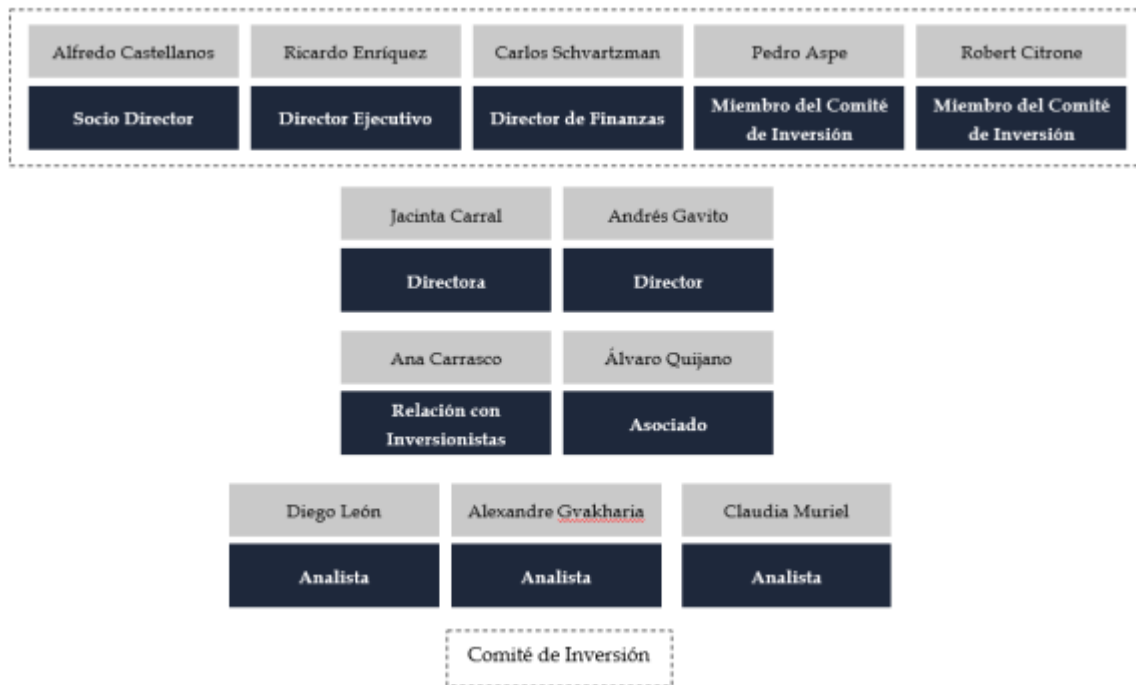 Alfredo Castellanos
Ricardo Enríquez
Carlos Schvartzman
Pedro Aspe
Robert Citrone
Socio Director
Director Ejecutivo
Director de Finanzas
Miembro del Comité
de Inversión
Miembro del Comité
de Inversión
Jacinta Carral
Andrés Gavito
Directora
Director
Ana Carrasco
Álvaro Quijano
Relación con
Inversionistas
Asociado
Diego León
Alexandre Gvakharia
Claudia Muriel
Analista
Analista
Analista
Comité de Inversión